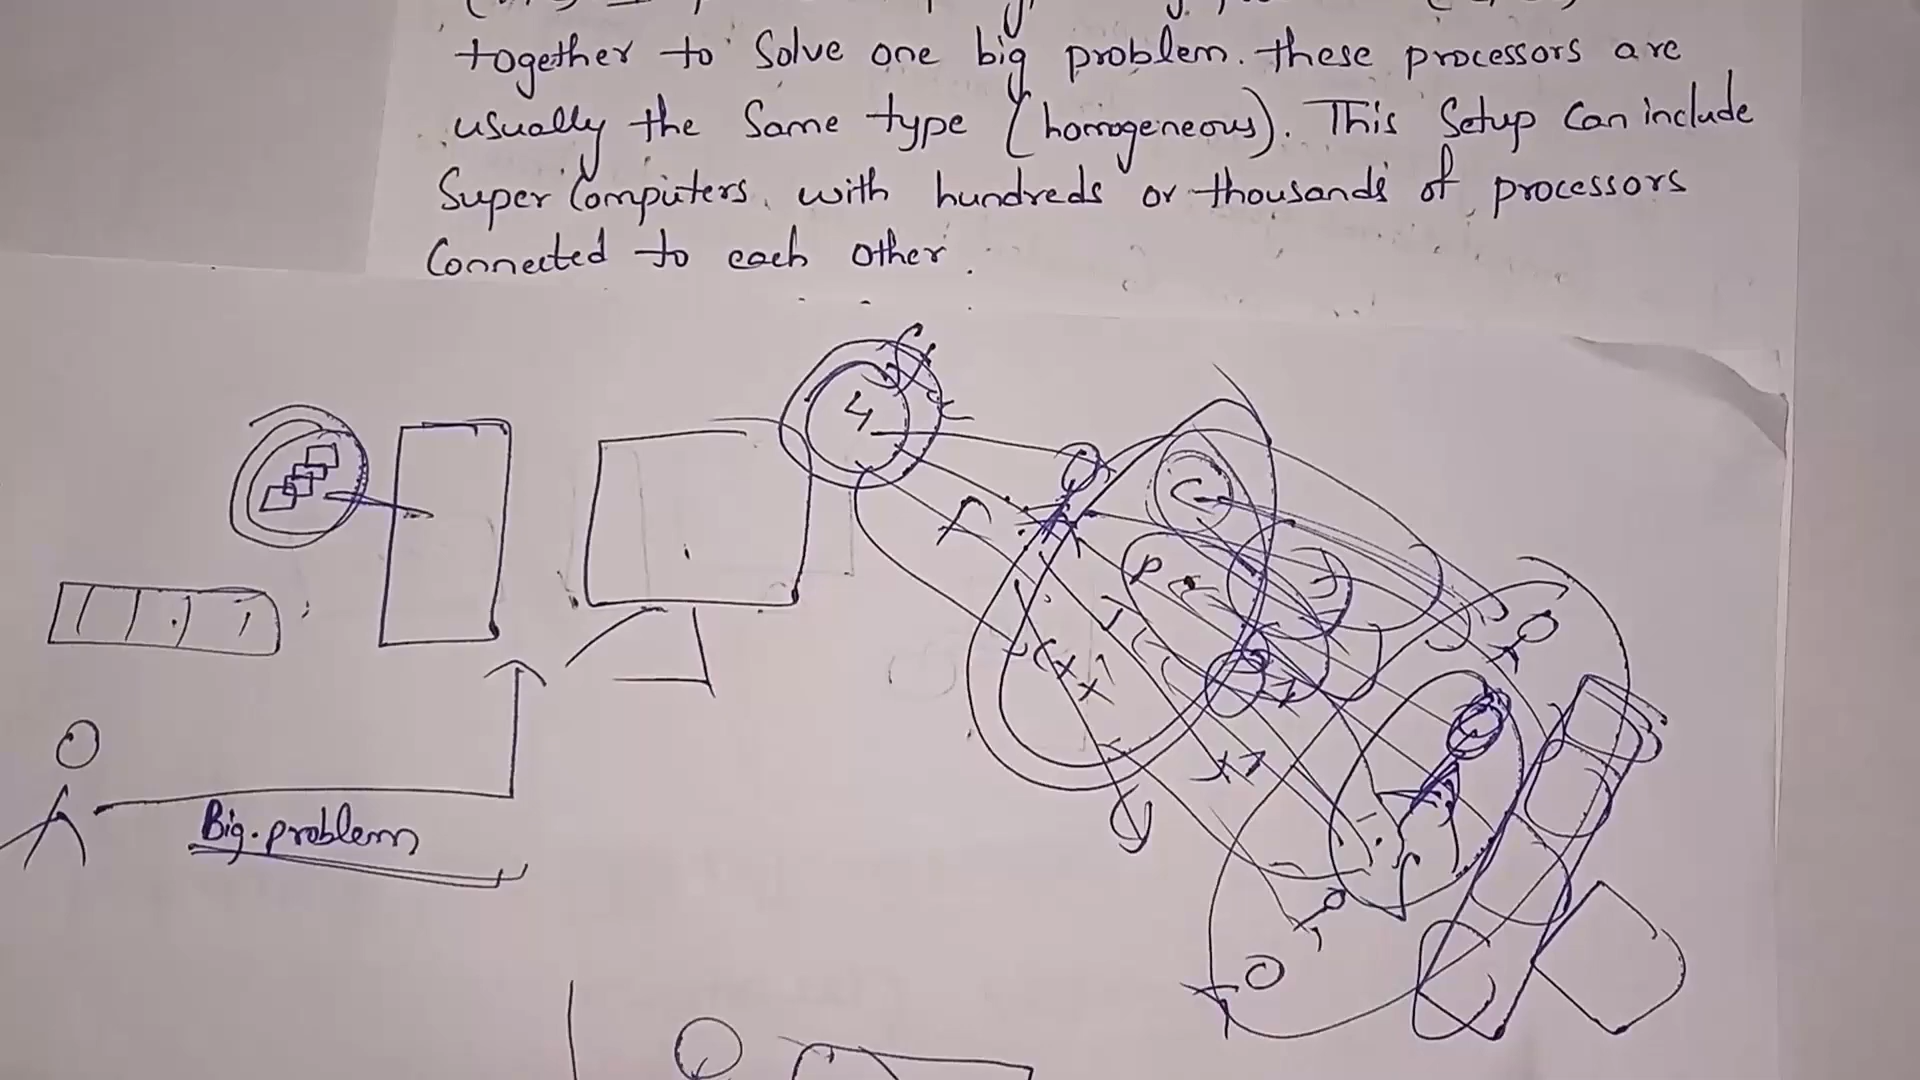 together to Solve one big problem. these processors are
usually the Same type (homogeneous). This Setup Can include
Super Computers, with hundreds or thousands of processors
Connected to each other.
Big. problem